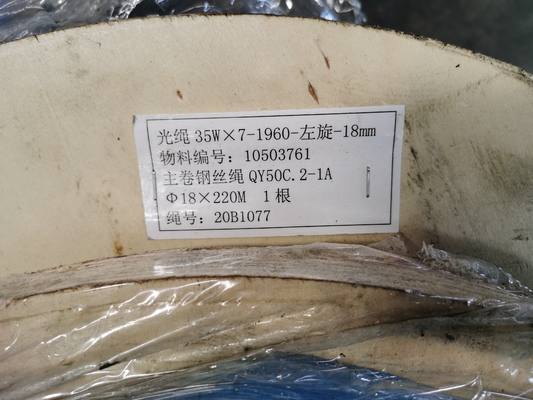 光绳 35W×7-1960-左旋-18mm
物料编号: 10503761
主卷钢丝绳 QY50C.2-1A
Φ18×220M 1根
绳号: 20B1077